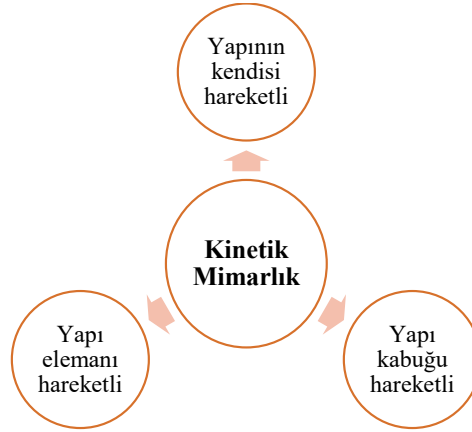 Yapının
kendisi
hareketli
Kinetik
Mimarlık
Yapı
elemanı
hareketli
Yapı
kabuğu
hareketli